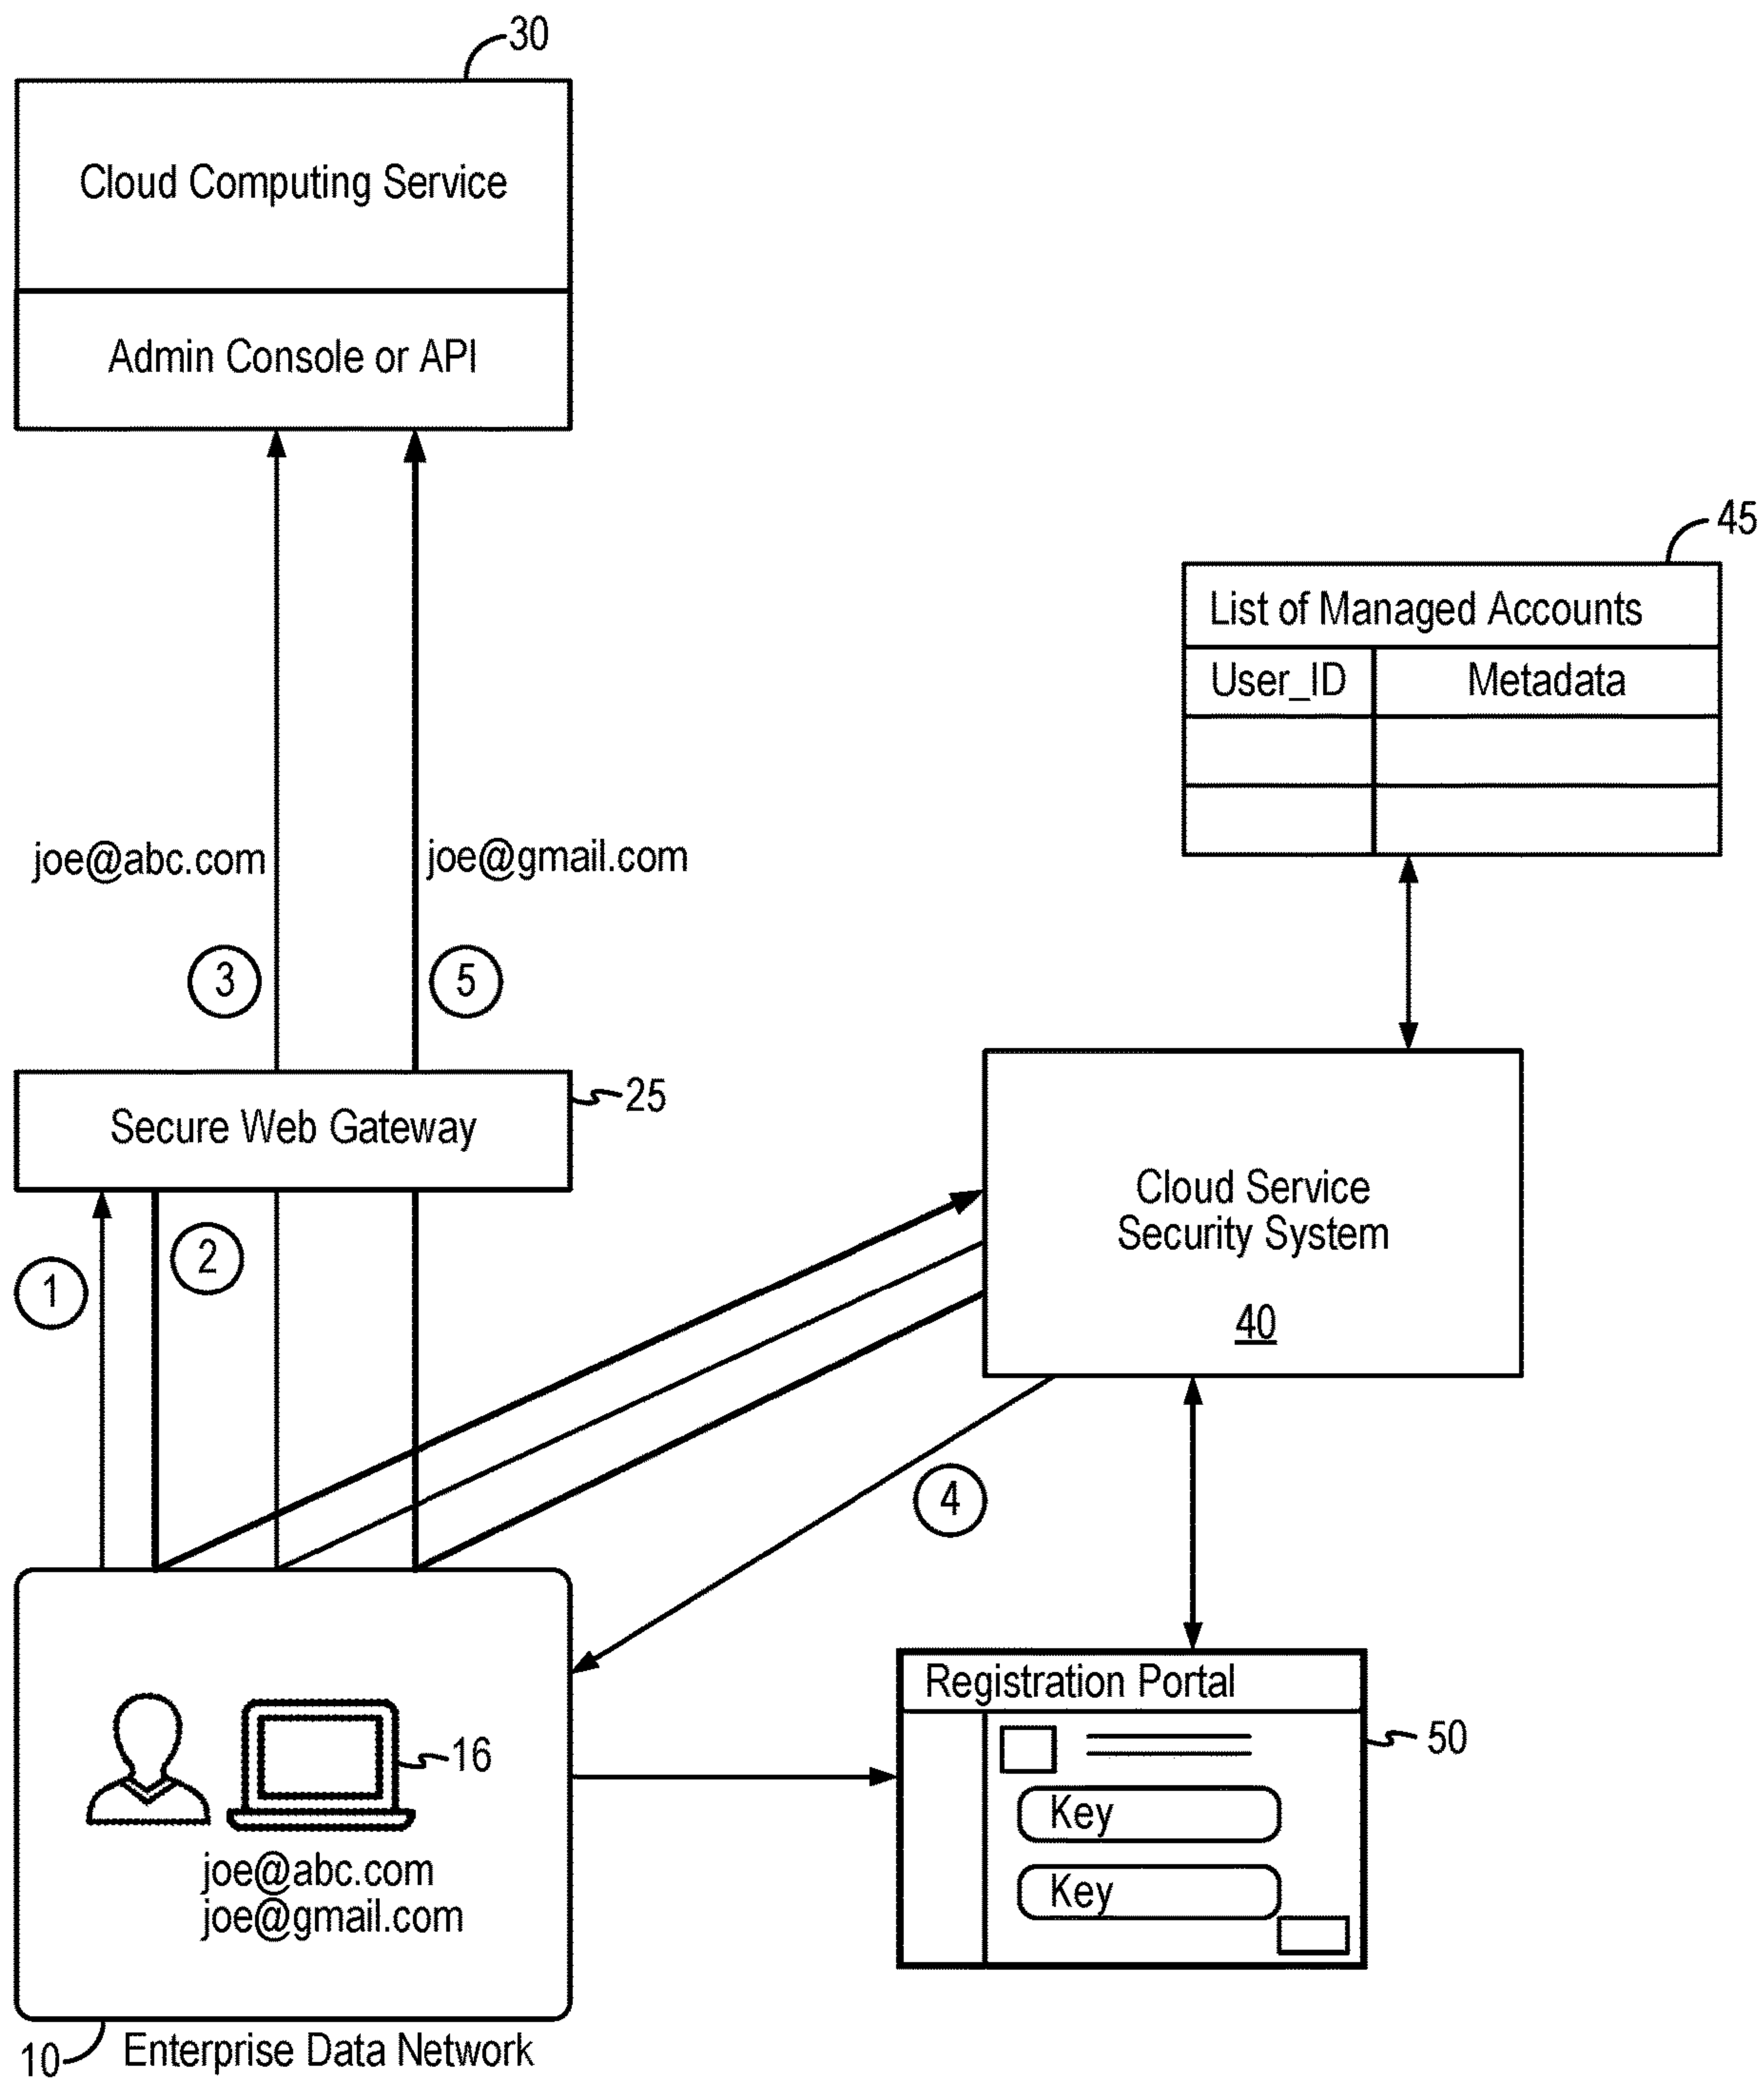 30
Cloud Computing Service
Admin Console or API
45
List of Managed Accounts
User_ID Metadata
joe@abc.com
joe@gmail.com
3
5
25
Secure Web Gateway
Cloud Service
Security System
40
1
2
4
Registration Portal
50
16
Key
Key
joe@abc.com
joe@gmail.com
10
Enterprise Data Network